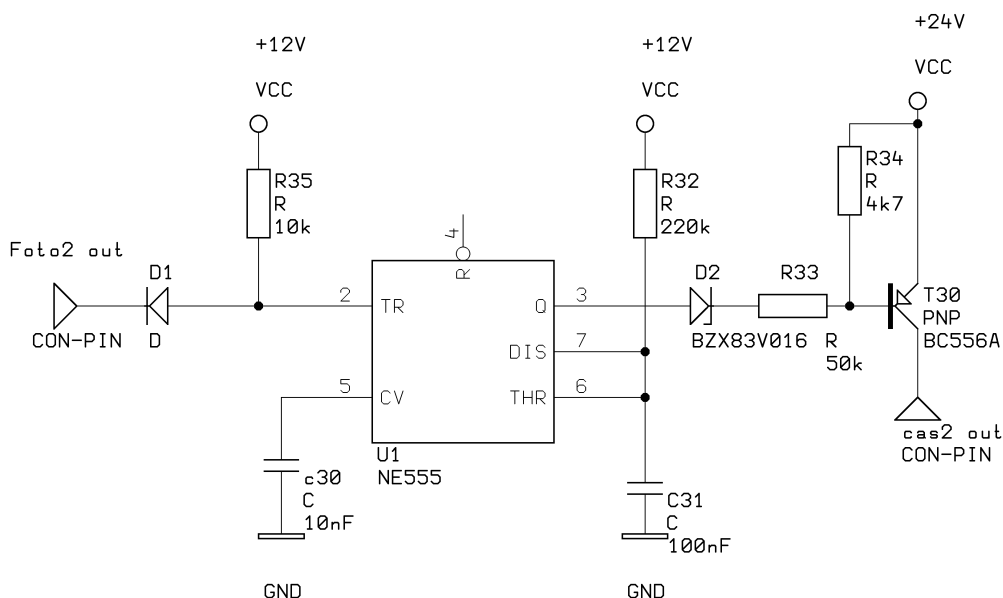 +24V
+12V
+12V
VCC
VCC
VCC
R34
R
4k7
R35
R
10k
R32
R
220k
4
R
Foto2 out
D1
D2
R33
2
TR
Q
3
T30
PNP
BC556A
CON-PIN
D
BZX83V016
R
50k
DIS
7
5
CV
THR
6
cas2 out
CON-PIN
U1
NE555
c30
C
10nF
C31
C
100nF
GND
GND